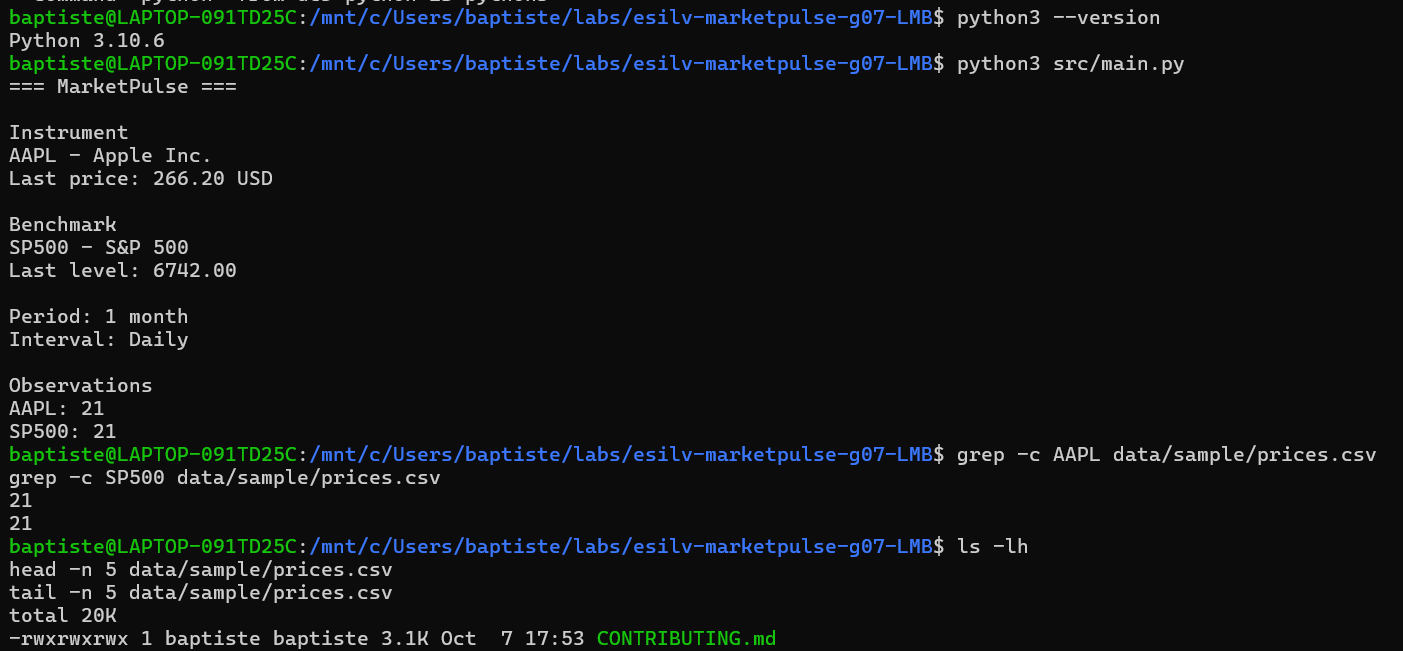 baptiste@LAPTOP-091TD25C:/mnt/c/Users/baptiste/labs/esilv-marketpulse-g07-LMB$ python3 --version
Python 3.10.6
baptiste@LAPTOP-091TD25C:/mnt/c/Users/baptiste/labs/esilv-marketpulse-g07-LMB$ python3 src/main.py
=== MarketPulse ===
Instrument
AAPL - Apple Inc.
Last price: 266.20 USD
Benchmark
SP500 - S&P 500
Last level: 6742.00
Period: 1 month
Interval: Daily
Observations
AAPL: 21
SP500: 21
baptiste@LAPTOP-091TD25C:/mnt/c/Users/baptiste/labs/esilv-marketpulse-g07-LMB$ grep -c AAPL data/sample/prices.csv
grep -c SP500 data/sample/prices.csv
21
21
baptiste@LAPTOP-091TD25C:/mnt/c/Users/baptiste/labs/esilv-marketpulse-g07-LMB$ ls -lh
head -n 5 data/sample/prices.csv
tail -n 5 data/sample/prices.csv
total 20K
-rwxrwxrwx 1 baptiste baptiste 3.1K Oct  7 17:53 CONTRIBUTING.md